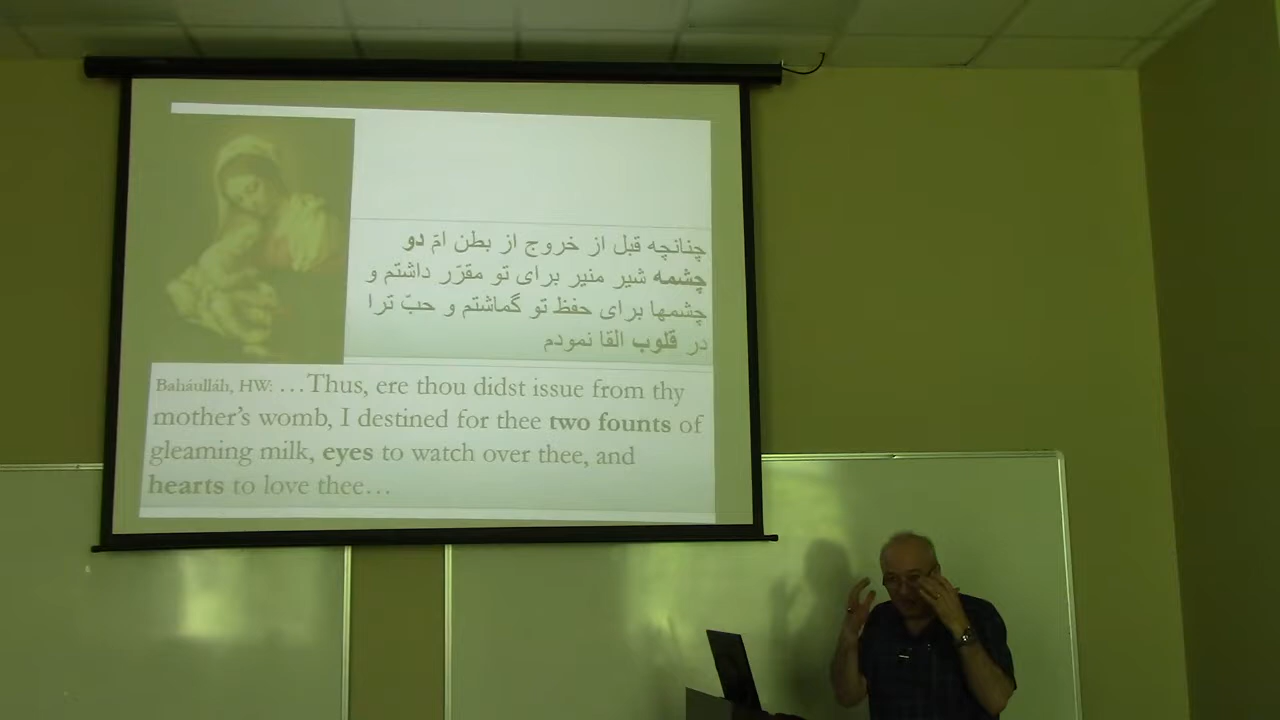 چنانچه قبل از خروج از بطن امّ دو
چشمه شیر منیر برای تو مقرّر داشتم و
چشمها برای حفظ تو گماشتم و حبّ ترا
در قلوب القا نمودم
Baháulláh, HW: …Thus, ere thou didst issue from thy
mother’s womb, I destined for thee two founts of
gleaming milk, eyes to watch over thee, and
hearts to love thee…